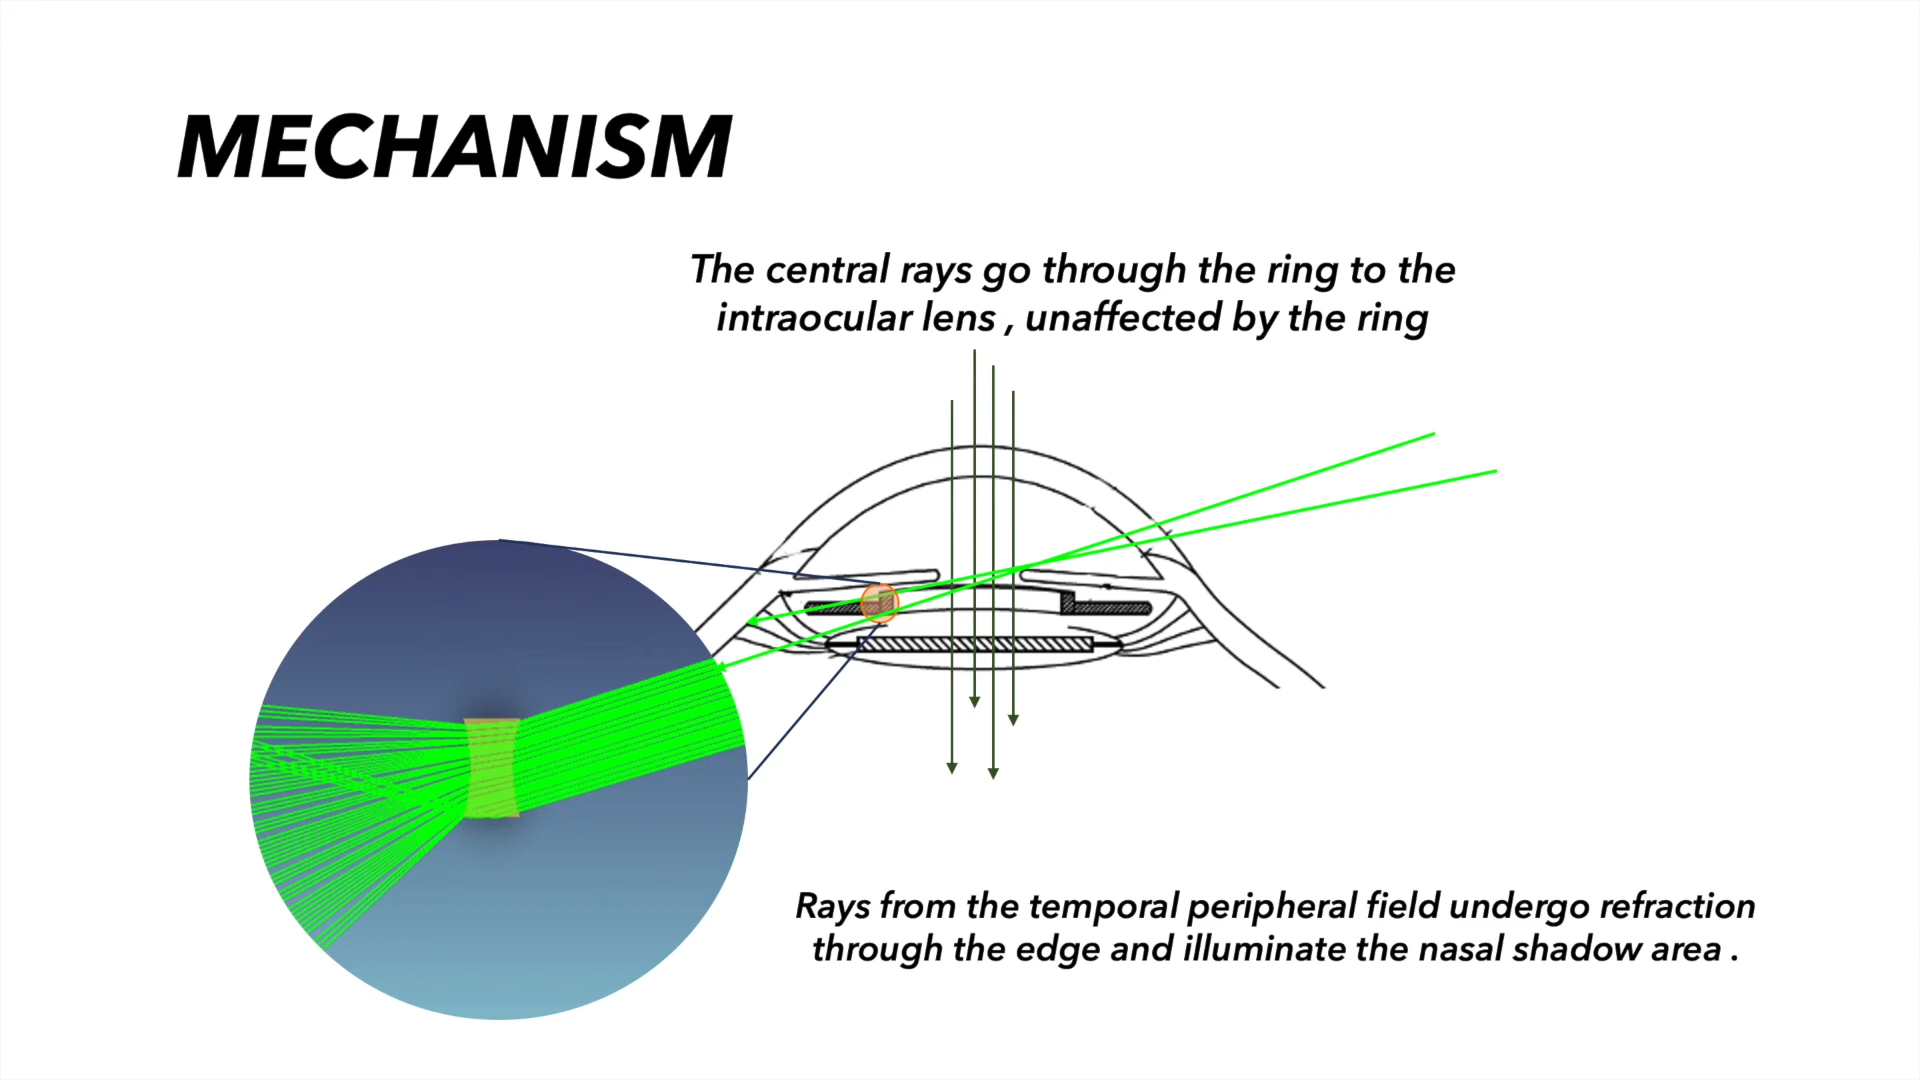 MECHANISM
The central rays go through the ring to the
intraocular lens , unaffected by the ring
Rays from the temporal peripheral field undergo refraction
through the edge and illuminate the nasal shadow area .